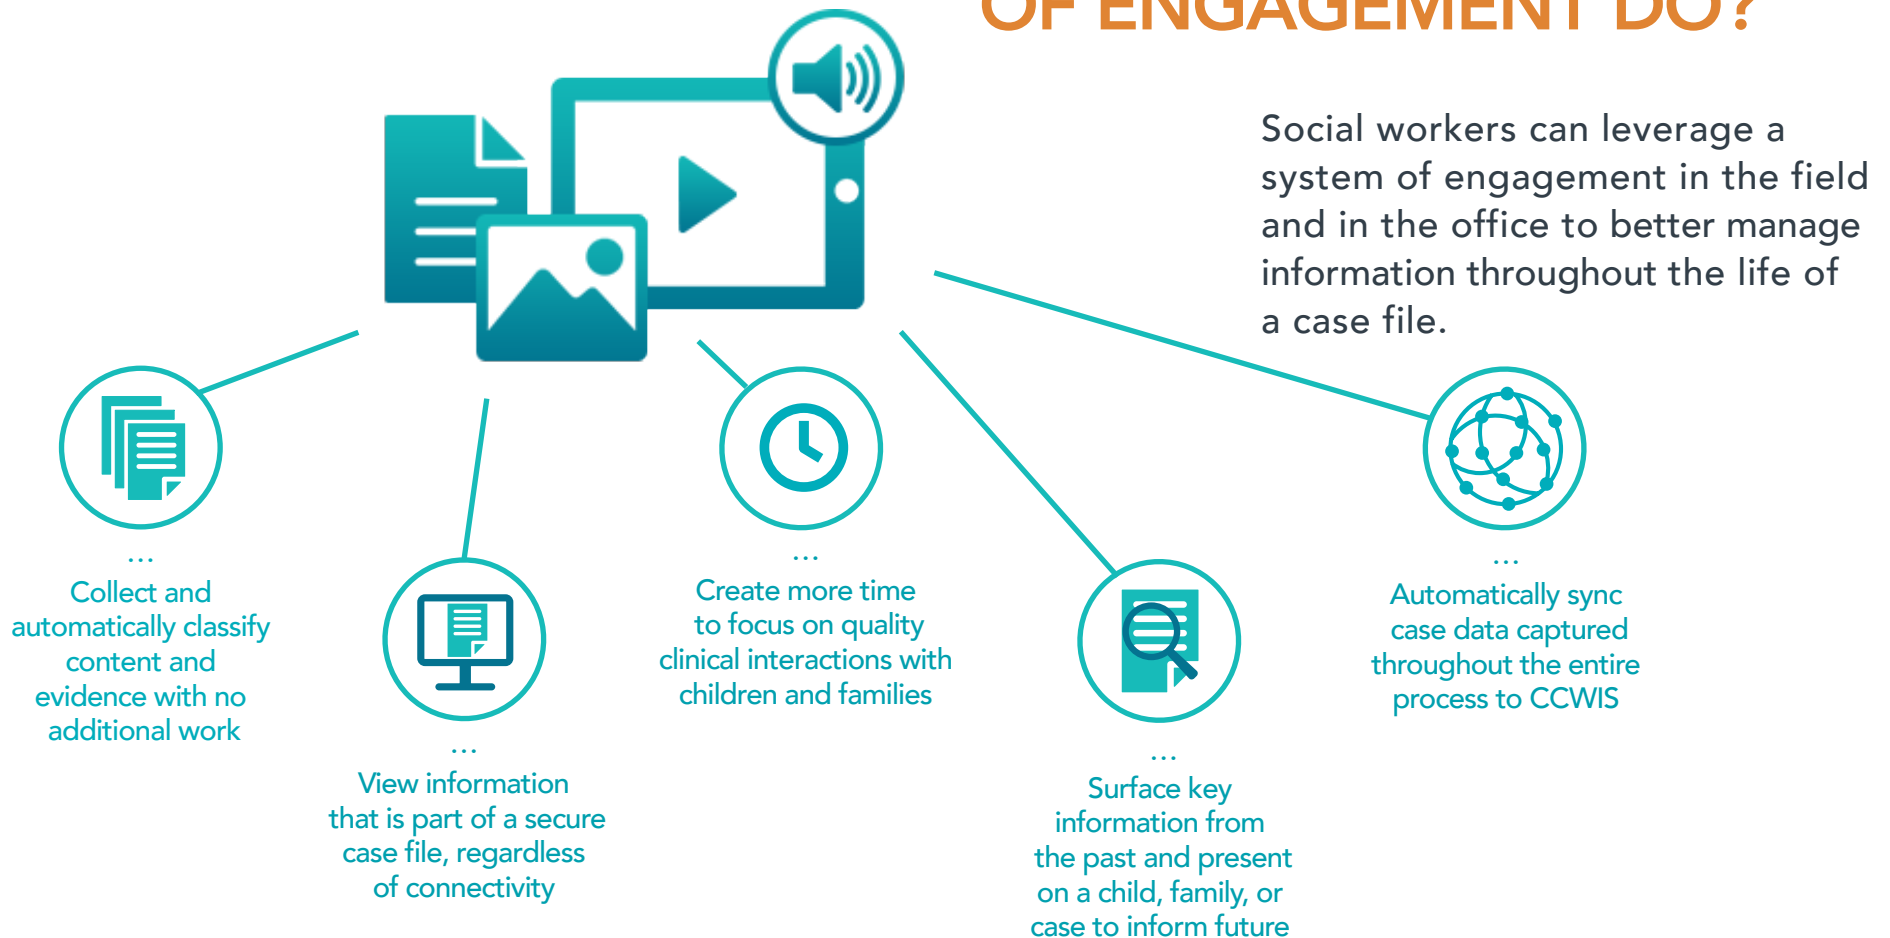 OF ENGAGEMENT DO?
Social workers can leverage a
system of engagement in the field
and in the office to better manage
information throughout the life of
a case file.
...
Collect and
automatically classify
content and
evidence with no
additional work
...
View information
that is part of a secure
case file, regardless
of connectivity
...
Create more time
to focus on quality
clinical interactions with
children and families
...
Surface key
information from
the past and present
on a child, family, or
case to inform future
...
Automatically sync
case data captured
throughout the entire
process to CCWIS